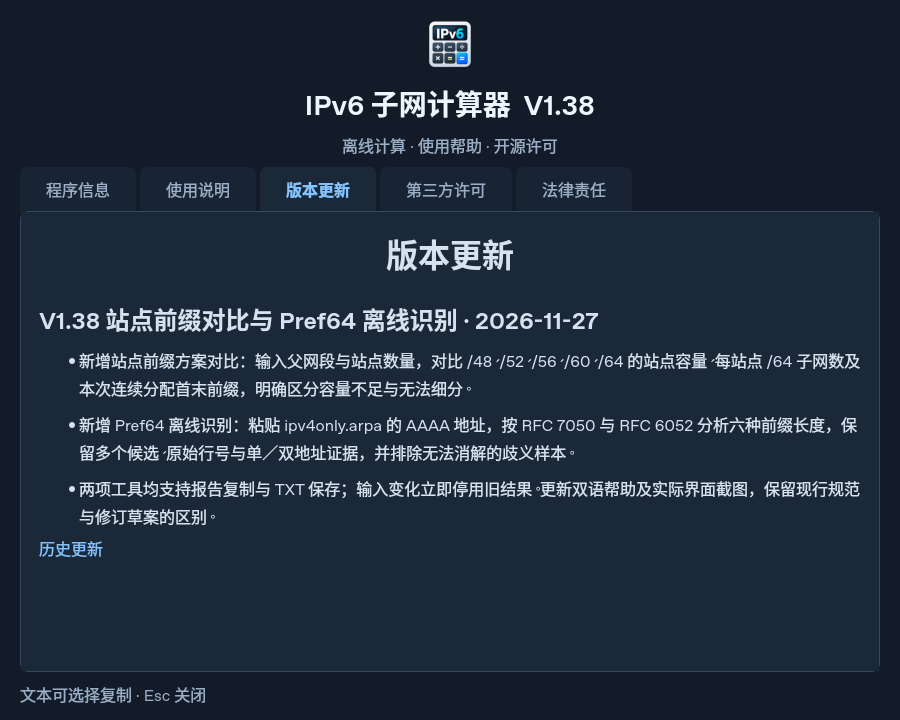 IPv6
IPv6 子网计算器 V1.38
离线计算 · 使用帮助 · 开源许可
程序信息
使用说明
版本更新
第三方许可
法律责任
版本更新
V1.38 站点前缀对比与 Pref64 离线识别 · 2026-11-27
• 新增站点前缀方案对比：输入父网段与站点数量，对比 /48、/52、/56、/60、/64 的站点容量、每站点 /64 子网数及
本次连续分配首末前缀，明确区分容量不足与无法细分。
• 新增 Pref64 离线识别：粘贴 ipv4only.arpa 的 AAAA 地址，按 RFC 7050 与 RFC 6052 分析六种前缀长度，保
留多个候选、原始行号与单／双地址证据，并排除无法消解的歧义样本。
• 两项工具均支持报告复制与 TXT 保存；输入变化立即停用旧结果。更新双语帮助及实际界面截图，保留现行规范
与修订草案的区别。
历史更新
文本可选择复制 · Esc 关闭